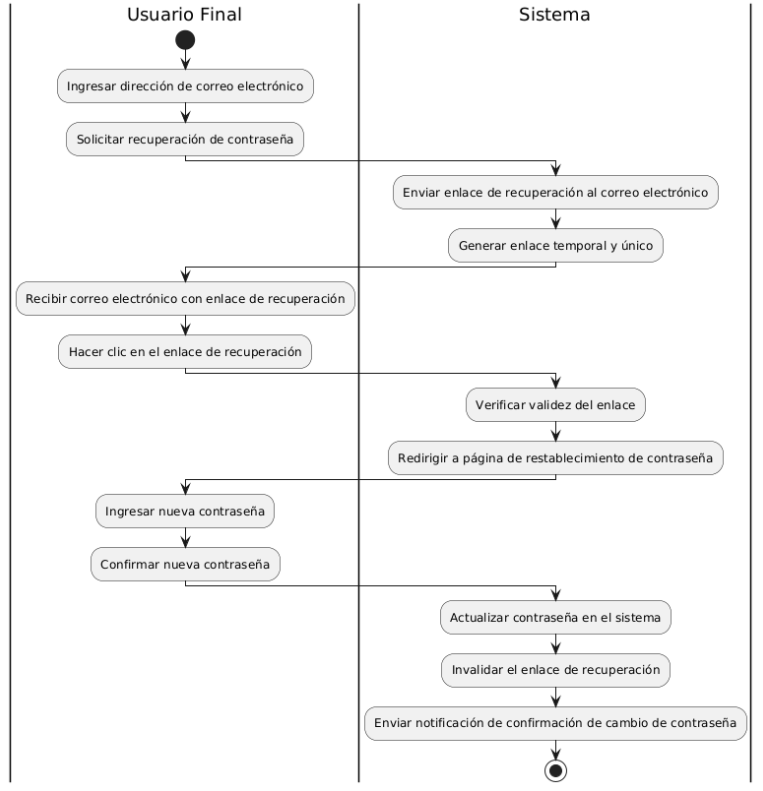 Usuario Final
Sistema
Ingresar dirección de correo electrónico
Solicitar recuperación de contraseña
Enviar enlace de recuperación al correo electrónico
Generar enlace temporal y único
Recibir correo electrónico con enlace de recuperación
Hacer clic en el enlace de recuperación
Verificar validez del enlace
Redirigir a página de restablecimiento de contraseña
Ingresar nueva contraseña
Confirmar nueva contraseña
Actualizar contraseña en el sistema
Invalidar el enlace de recuperación
Enviar notificación de confirmación de cambio de contraseña